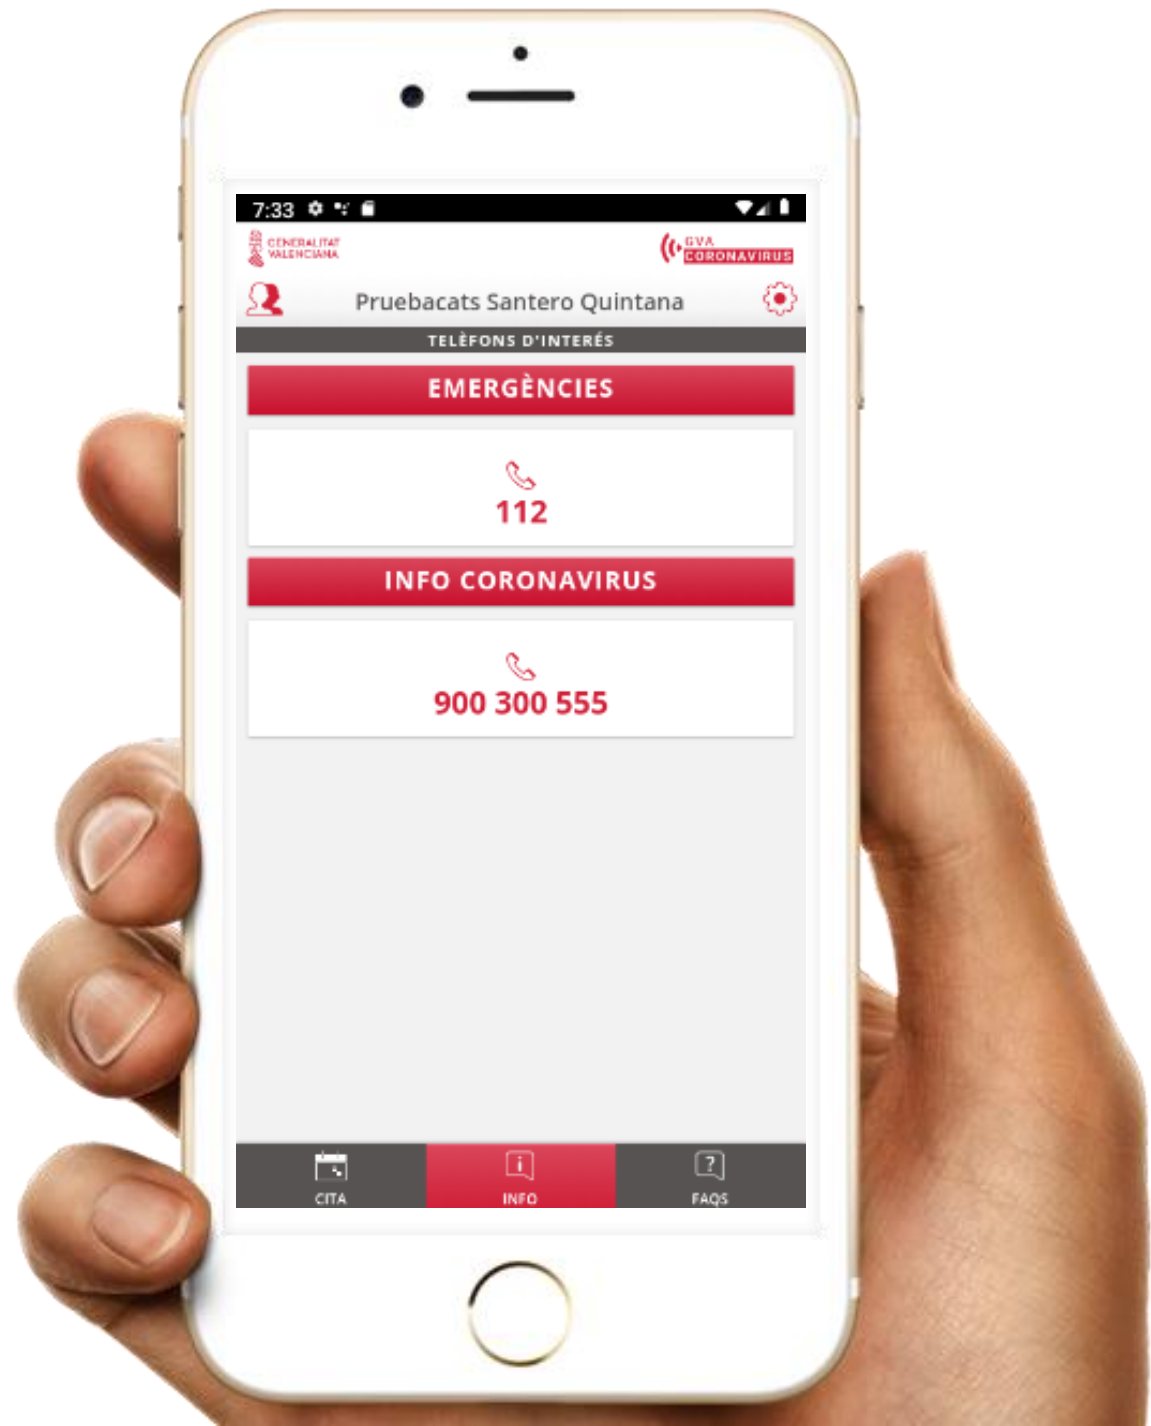 7:33
GENERALITAT
VALENCIANA
GVA
CORONAVIRUS
Pruebacats Santero Quintana
TELÈFONS D'INTERÉS
EMERGÈNCIES
112
INFO CORONAVIRUS
900 300 555
CITA
INFO
FAQS